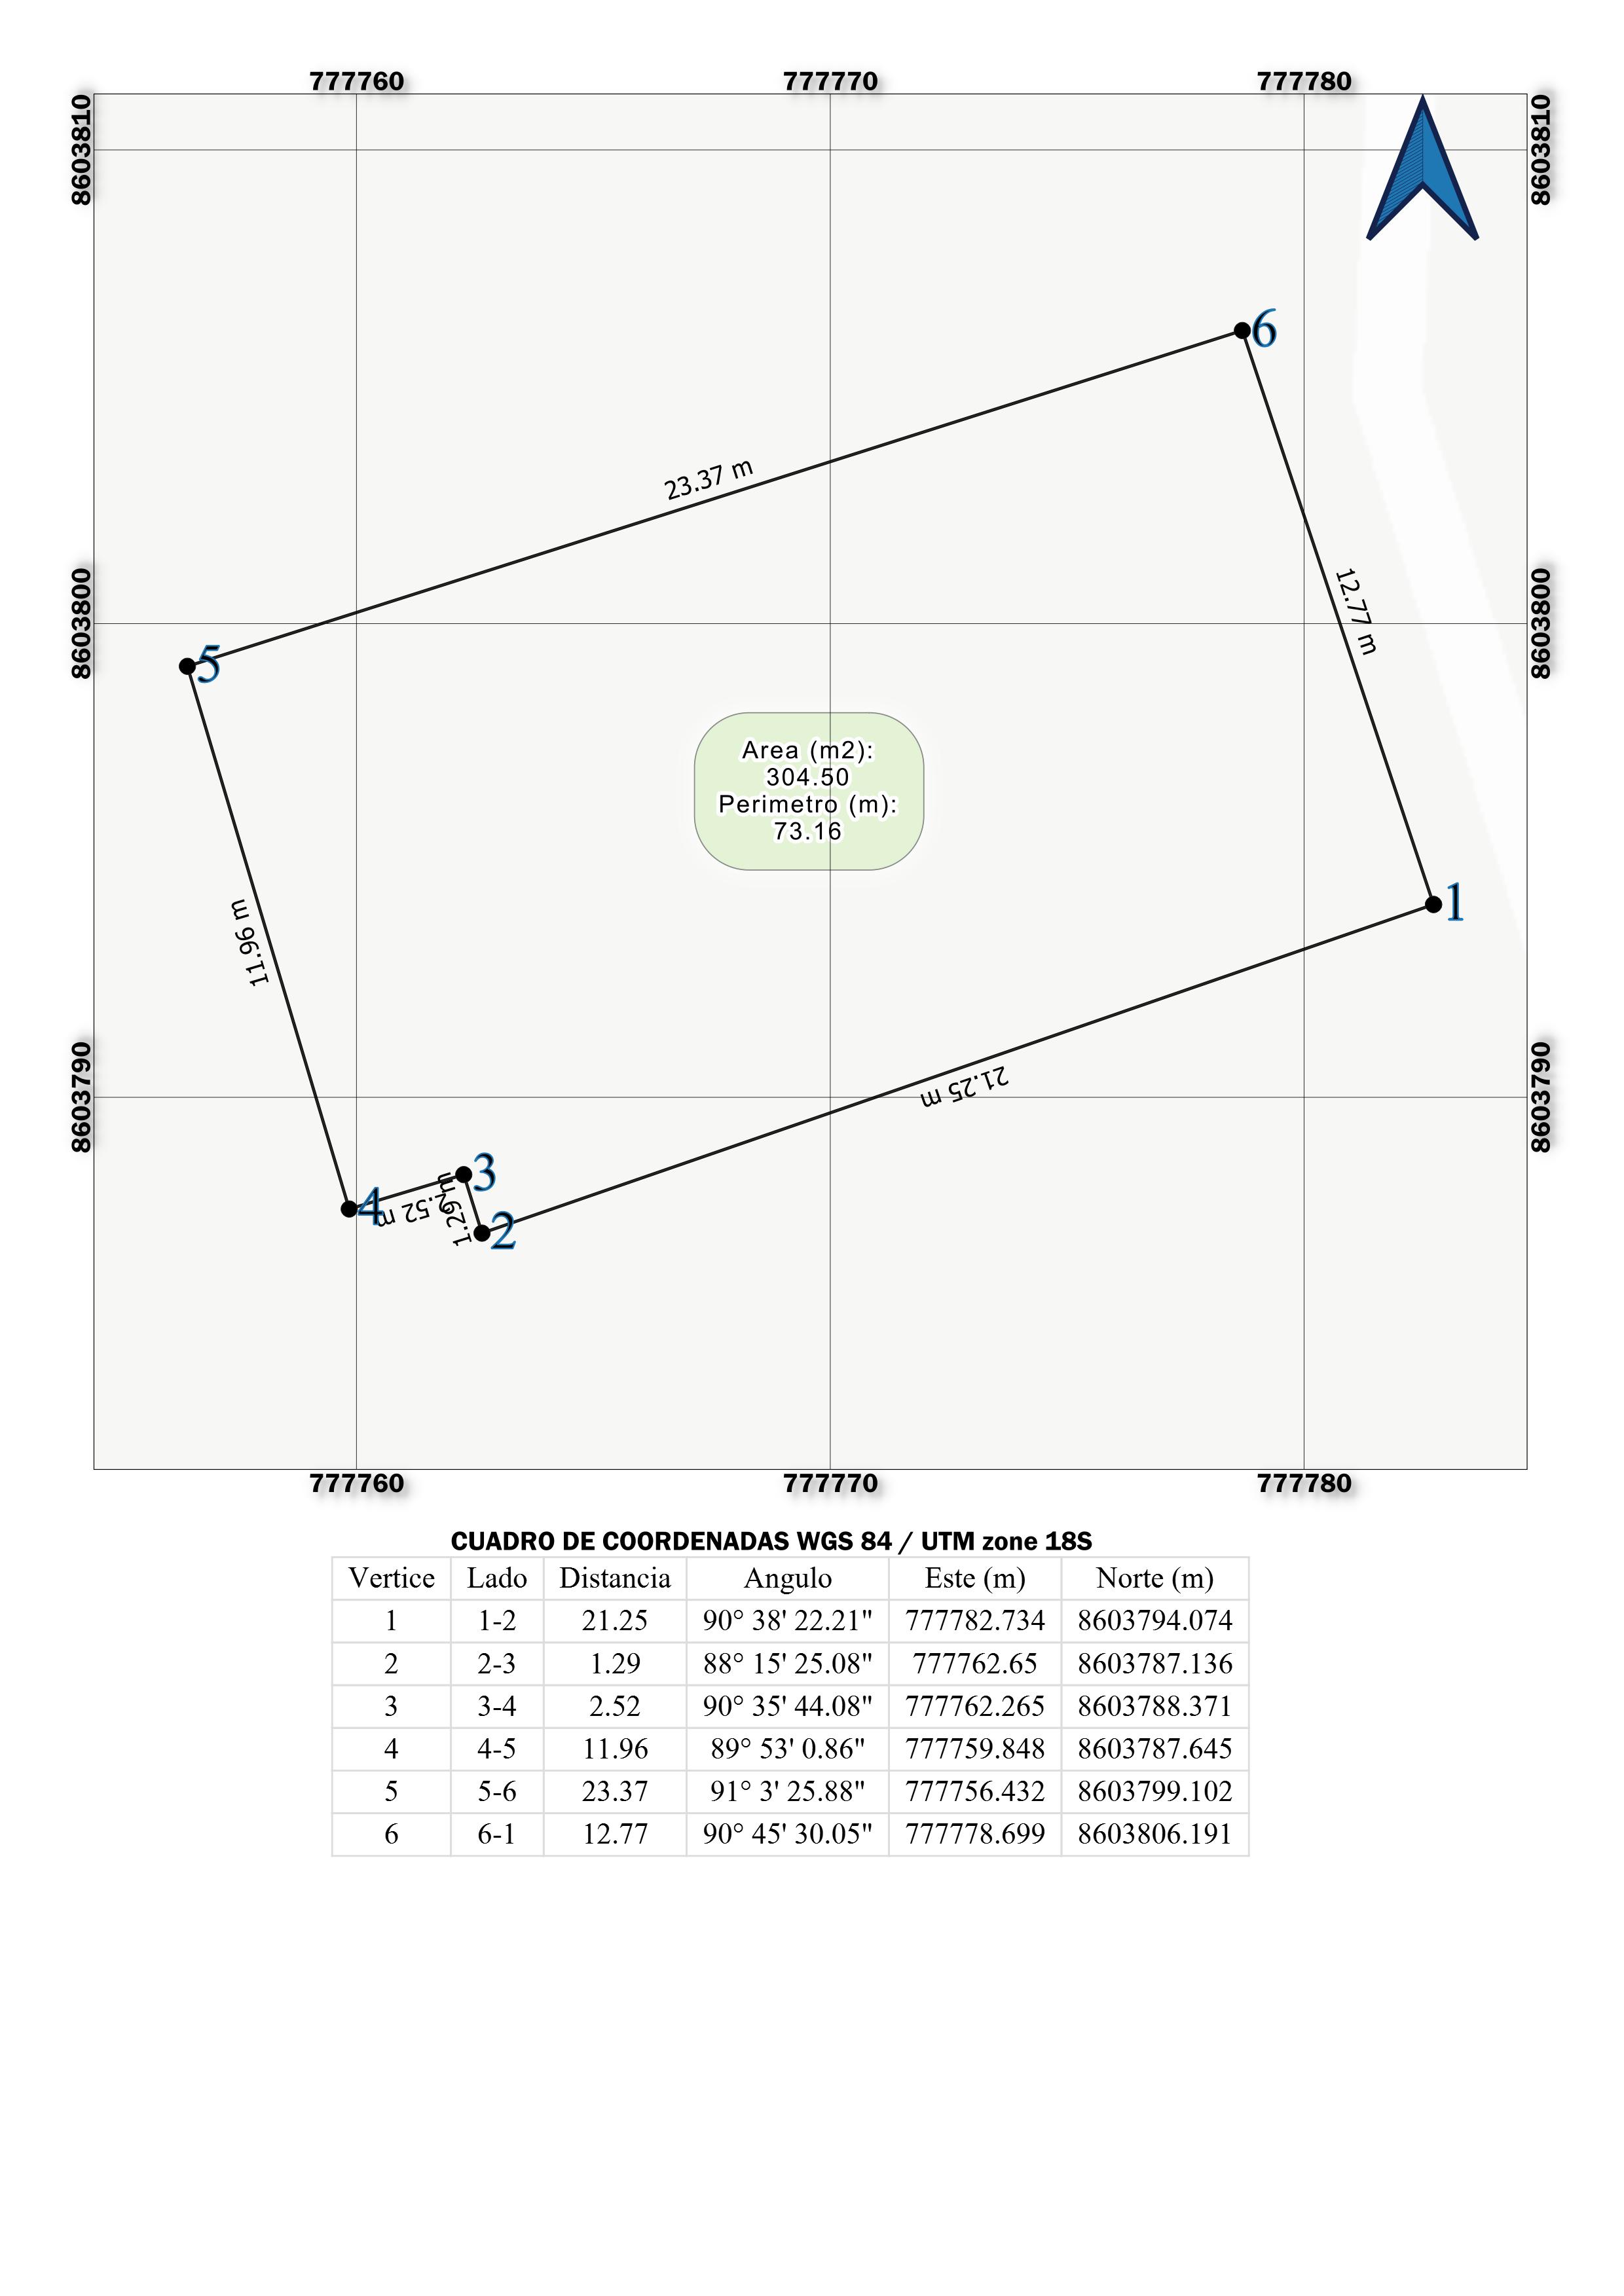 777760 777770 777780
8603810 8603810
6
23.37 m
12.77 m
8603800 8603800
5
Area (m2):
304.50
Perimetro (m):
73.16
11.96 m
1
21.25 m
8603790 8603790
3
4
2.52 m
1.29 m
2
777760 777770 777780
CUADRO DE COORDENADAS WGS 84 / UTM zone 18S
Vertice Lado Distancia Angulo Este (m) Norte (m)
1 1-2 21.25 90° 38' 22.21" 777782.734 8603794.074
2 2-3 1.29 88° 15' 25.08" 777762.65 8603787.136
3 3-4 2.52 90° 35' 44.08" 777762.265 8603788.371
4 4-5 11.96 89° 53' 0.86" 777759.848 8603787.645
5 5-6 23.37 91° 3' 25.88" 777756.432 8603799.102
6 6-1 12.77 90° 45' 30.05" 777778.699 8603806.191